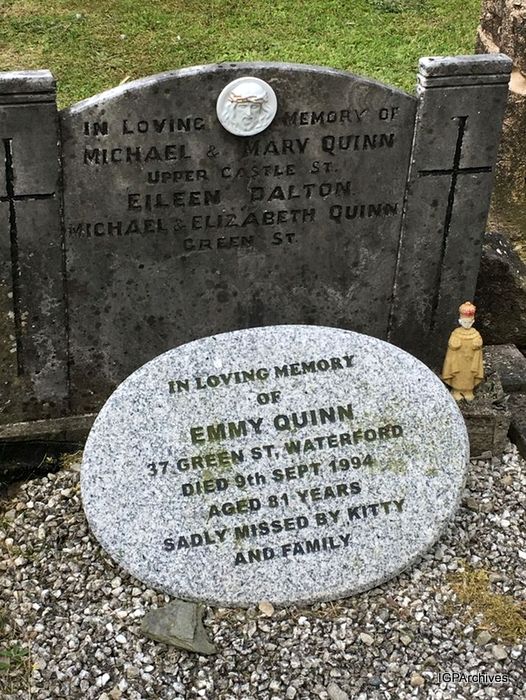 IN LOVING MEMORY OF
MICHAEL & MARY QUINN
UPPER CASTLE ST.
EILEEN DALTON
MICHAEL & ELIZABETH QUINN
GREEN ST.
IN LOVING MEMORY
OF
EMMY QUINN
37 GREEN ST, WATERFORD
DIED 9th SEPT 1994
AGED 81 YEARS
SADLY MISSED BY KITTY
AND FAMILY
IGPArchives